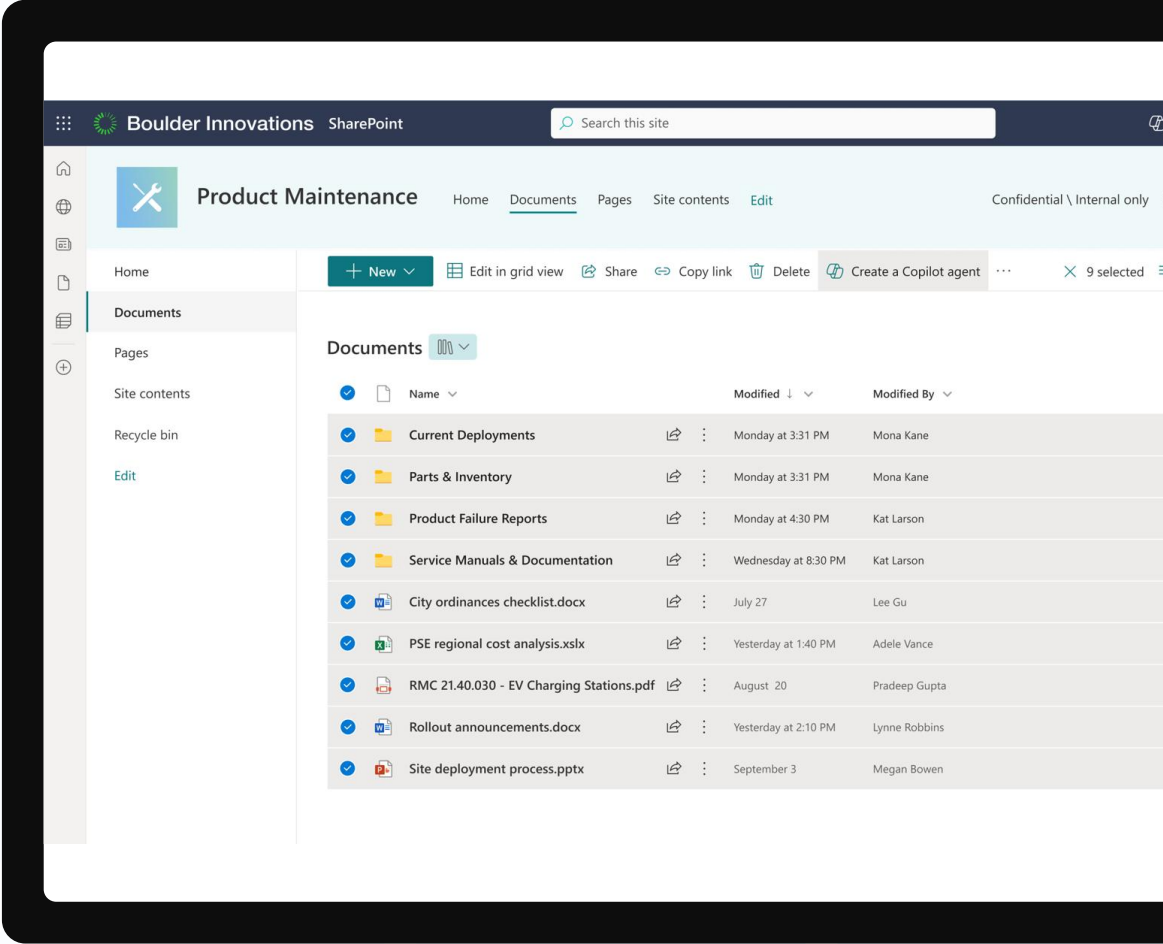 Boulder Innovations SharePoint Search this site
Product Maintenance Home Documents Pages Site contents Edit Confidential \ Internal only
Home
Documents
Pages
Site contents
Recycle bin
Edit
New Edit in grid view Share Copy link Delete Create a Copilot agent ··· 9 selected
Documents
Name Modified ↓ Modified By
Current Deployments Monday at 3:31 PM Mona Kane
Parts & Inventory Monday at 3:31 PM Mona Kane
Product Failure Reports Monday at 4:30 PM Kat Larson
Service Manuals & Documentation Wednesday at 8:30 PM Kat Larson
City ordinances checklist.docx July 27 Lee Gu
PSE regional cost analysis.xslx Yesterday at 1:40 PM Adele Vance
RMC 21.40.030 - EV Charging Stations.pdf August 20 Pradeep Gupta
Rollout announcements.docx Yesterday at 2:10 PM Lynne Robbins
Site deployment process.pptx September 3 Megan Bowen